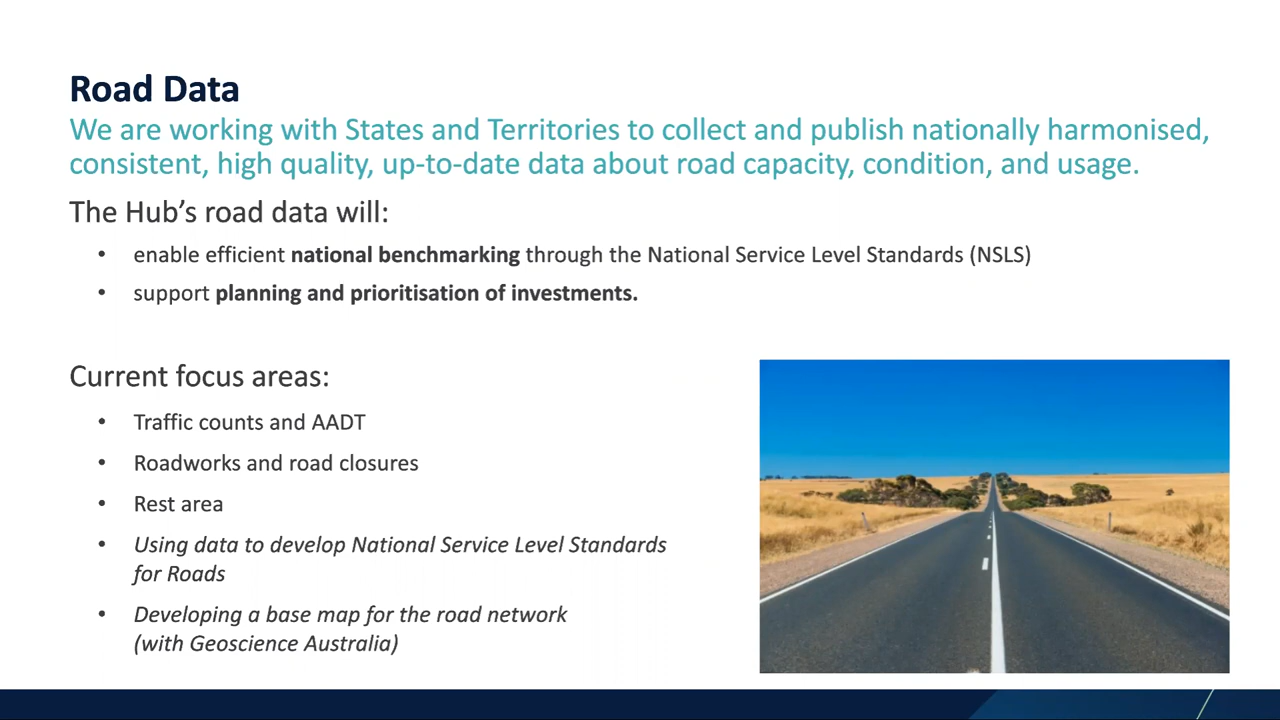 Road Data
We are working with States and Territories to collect and publish nationally harmonised,
consistent, high quality, up-to-date data about road capacity, condition, and usage.
The Hub’s road data will:
• enable efficient national benchmarking through the National Service Level Standards (NSLS)
• support planning and prioritisation of investments.
Current focus areas:
• Traffic counts and AADT
• Roadworks and road closures
• Rest area
• Using data to develop National Service Level Standards
for Roads
• Developing a base map for the road network
(with Geoscience Australia)